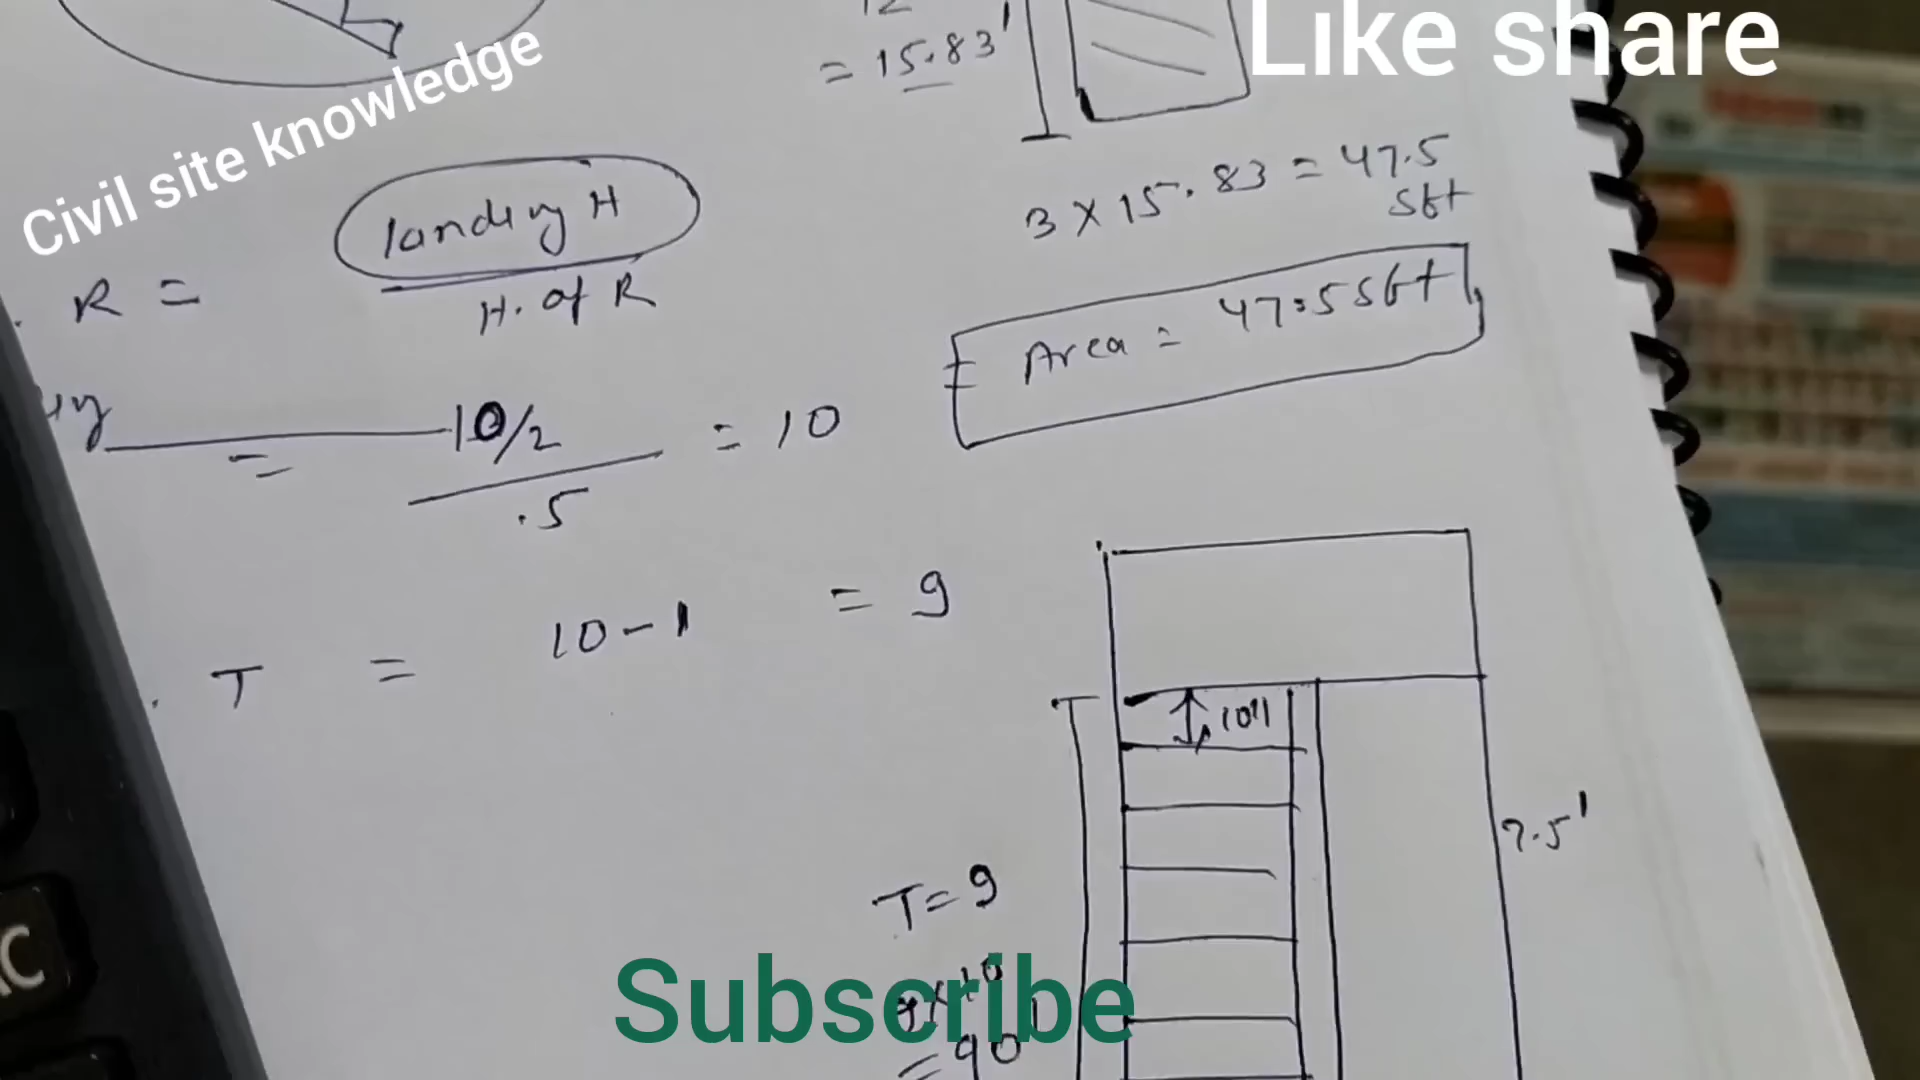 Like share
Civil site knowledge
12
= 15.83'
3 x 15.83 = 47.5
sft
R = landing H
H. of R
Area = 47.5 sft
= 10/2 = 10
.5
T = 10-1 = 9
10"
7.5'
T=9
Subscribe
= 90